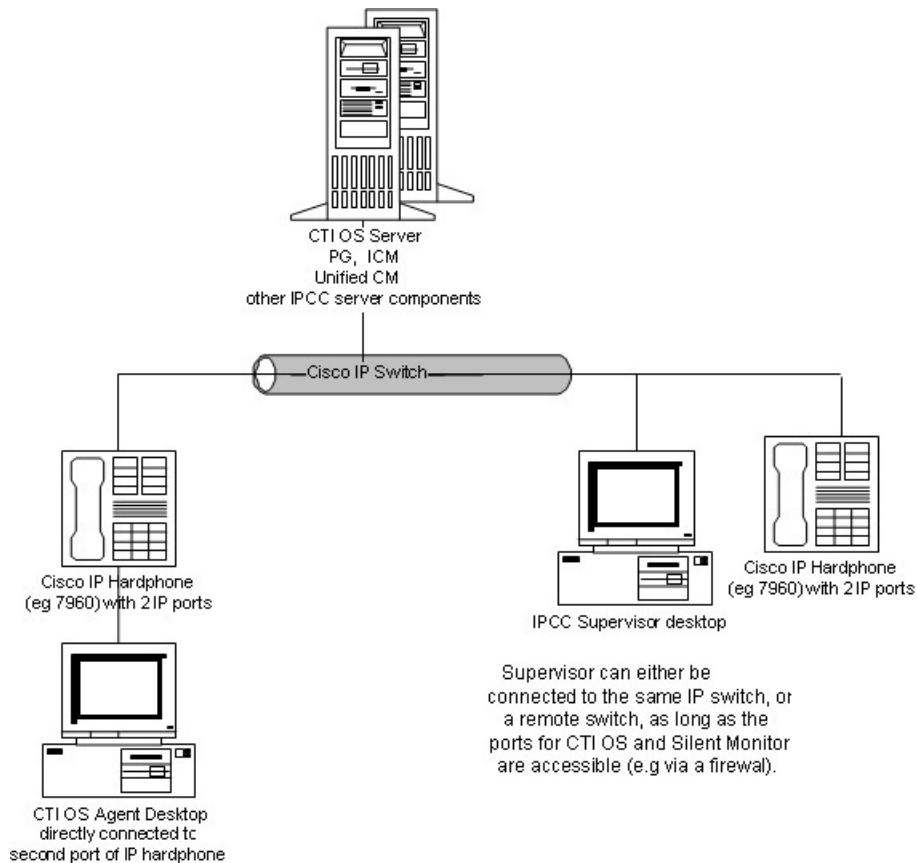 CTI OS Server
PG, ICM
Unified CM
other IPCC server components
Cisco IP Switch
Cisco IP Hardphone
(eg 7960) with 2 IP ports
Cisco IP Hardphone
(eg 7960) with 2 IP ports
IPCC Supervisor desktop
Supervisor can either be
connected to the same IP switch, or
a remote switch, as long as the
ports for CTI OS and Silent Monitor
are accessible (e.g via a firewal).
CTI OS Agent Desktop
directly connected to
second port of IP hardphone